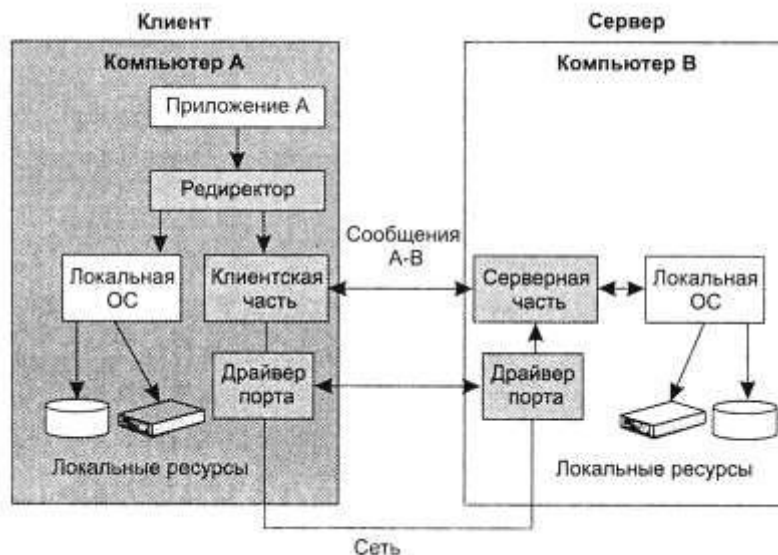 Клиент
Сервер
Компьютер А
Компьютер В
Приложение А
Редиректор
Сообщения
А-В
Локальная
ОС
Клиентская
часть
Серверная
часть
Локальная
ОС
Драйвер
порта
Драйвер
порта
Локальные ресурсы
Локальные ресурсы
Сеть